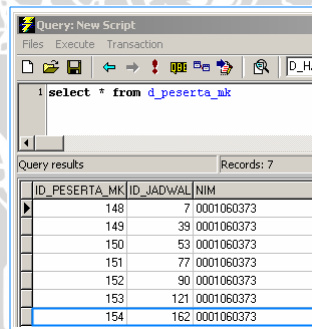 Query: New Script
Files Execute Transaction
1 select * from d_peserta_mk
Query results Records: 7
ID_PESERTA_MK ID_JADWAL NIM
148 7 0001060373
149 39 0001060373
150 53 0001060373
151 77 0001060373
152 90 0001060373
153 121 0001060373
154 162 0001060373